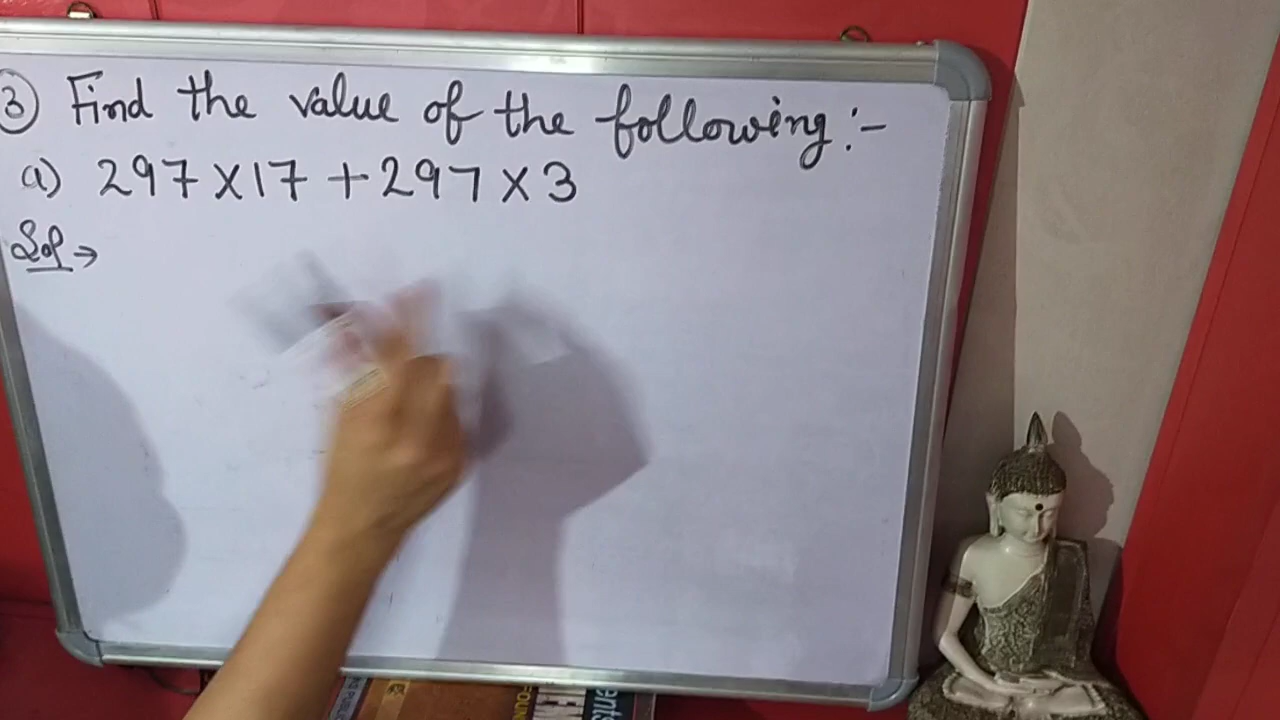 ③ Find the value of the following :-
a) 297 × 17 + 297 × 3
Sol →